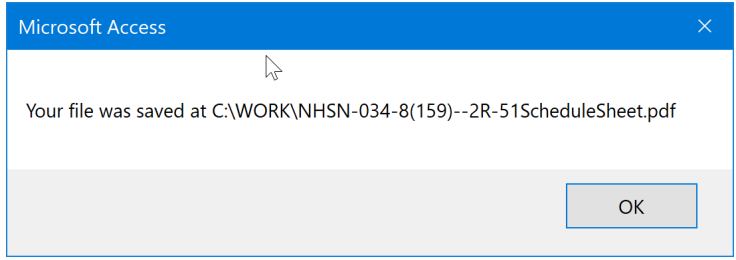 Microsoft Access
Your file was saved at C:\WORK\NHSN-034-8(159)--2R-51ScheduleSheet.pdf
OK